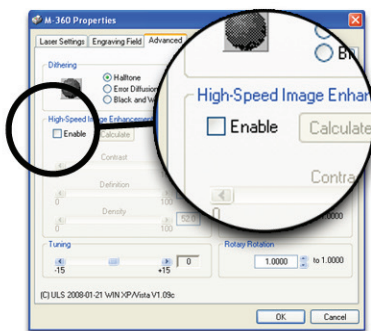 M-360 Properties
Laser Settings Engraving Field Advanced
Dithering
Halftone
Error Diffusion
Black and W
High-Speed Image Enhancement
Enable Calculate
Contrast
Definition
0 100
Density
0 100 52.0
1.0000
Tuning
-15 +15 0
Rotary Rotation
1.0000 to 1.0000
(C) ULS 2008-01-21 WIN XP/Vista V1.09c
OK Cancel
High-Speed Image Enhan
Enable Calculate
Contra
0